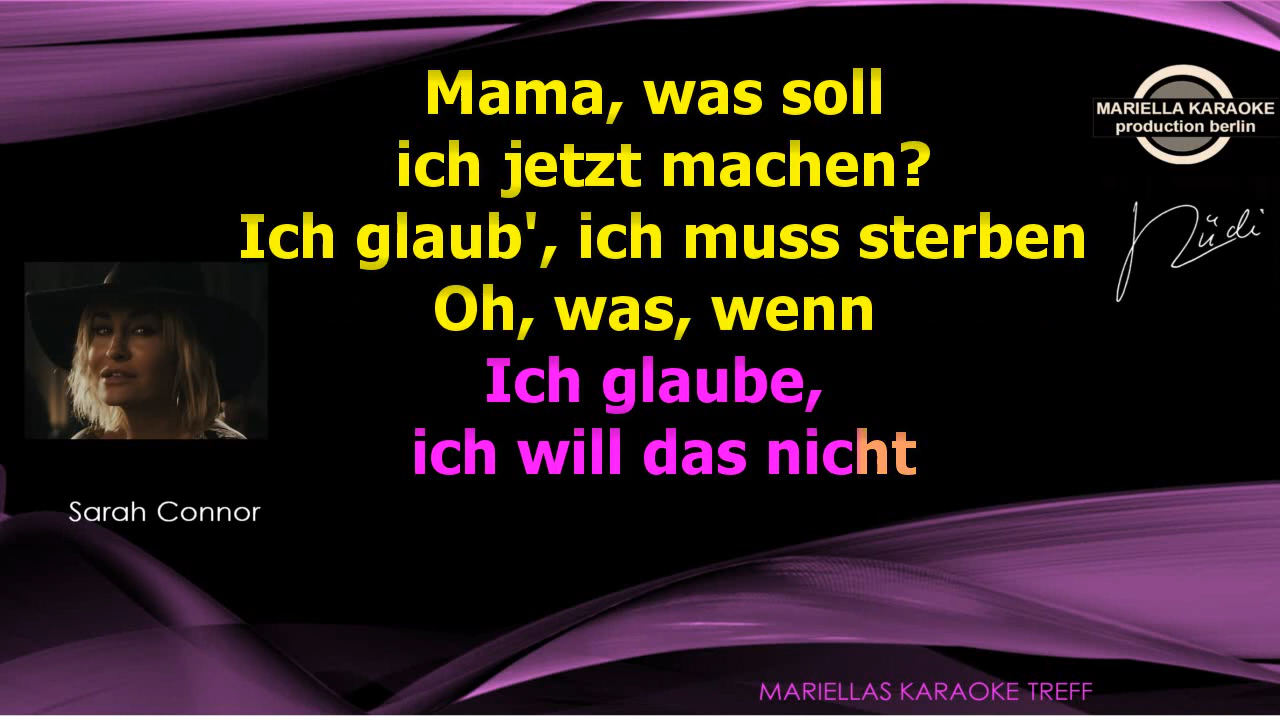 Mama, was soll
ich jetzt machen?
Ich glaub', ich muss sterben
Oh, was, wenn
Ich glaube,
ich will das nicht
MARIELLA KARAOKE
production berlin
Rüdi
Sarah Connor
MARIELLAS KARAOKE TREFF